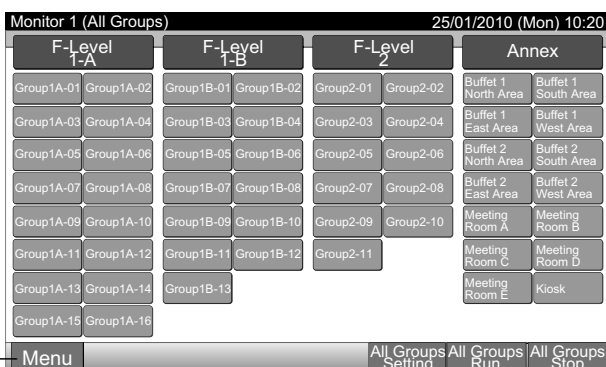 Monitor 1 (All Groups) 25/01/2010 (Mon) 10:20
F-Level
1-A
F-Level
1-B
F-Level
2
Annex
Group1A-01 Group1A-02 Group1B-01 Group1B-02 Group2-01 Group2-02
Buffet 1
North Area
Buffet 1
South Area
Group1A-03 Group1A-04 Group1B-03 Group1B-04 Group2-03 Group2-04
Buffet 1
East Area
Buffet 1
West Area
Group1A-05 Group1A-06 Group1B-05 Group1B-06 Group2-05 Group2-06
Buffet 2
North Area
Buffet 2
South Area
Group1A-07 Group1A-08 Group1B-07 Group1B-08 Group2-07 Group2-08
Buffet 2
East Area
Buffet 2
West Area
Group1A-09 Group1A-10 Group1B-09 Group1B-10 Group2-09 Group2-10
Meeting
Room A
Meeting
Room B
Group1A-11 Group1A-12 Group1B-11 Group1B-12 Group2-11
Meeting
Room C
Meeting
Room D
Group1A-13 Group1A-14 Group1B-13
Meeting
Room E
Kiosk
Group1A-15 Group1A-16
Menu
All Groups
Setting
All Groups
Run
All Groups
Stop